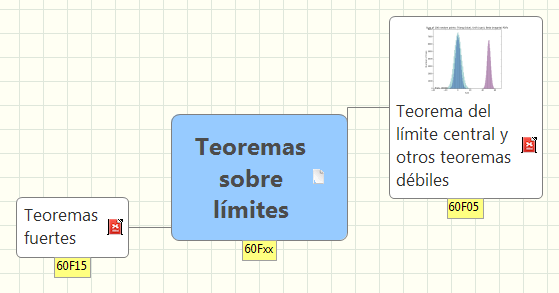 Teorema del
límite central y
otros teoremas
débiles
60F05
Teoremas
sobre
límites
60Fxx
Teoremas
fuertes
60F15